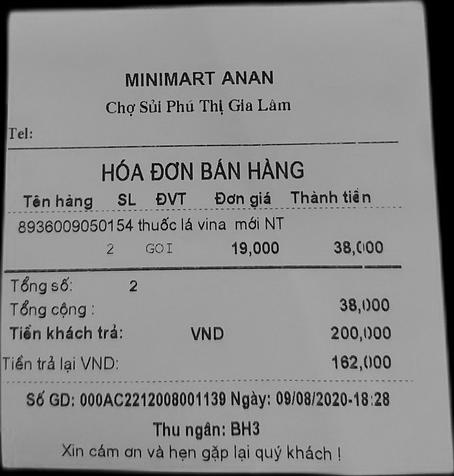 MINIMART ANAN
Chợ Sủi Phú Thị Gia Lâm
Tel:
HÓA ĐƠN BÁN HÀNG
Tên hàng SL ĐVT Đơn giá Thành tiền
8936009050154 thuốc lá vina mới NT
2 GOI 19,000 38,000
Tổng số: 2
Tổng cộng : 38,000
Tiền khách trả: VND 200,000
Tiền trả lại VND: 162,000
Số GD: 000AC2212008001139 Ngày: 09/08/2020-18:28
Thu ngân: BH3
Xin cám ơn và hẹn gặp lại quý khách !